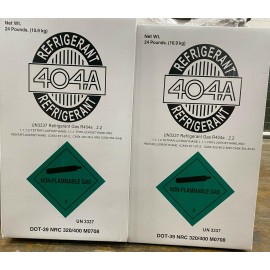 Net Wt.
24 Pounds. (10.9 kg)
REFRIGERANT
404A
REFRIGERANT
UN3337 Refrigerant Gas R404a 2.2
NON-FLAMMABLE GAS
UN 3337
DOT-39 NRC 320/400 M0708
Net Wt.
24 Pounds. (10.9 kg)
REFRIGERANT
404A
REFRIGERANT
UN3337 Refrigerant Gas R404a 2.2
NON-FLAMMABLE GAS
UN 3337
DOT-39 NRC 320/400 M0708